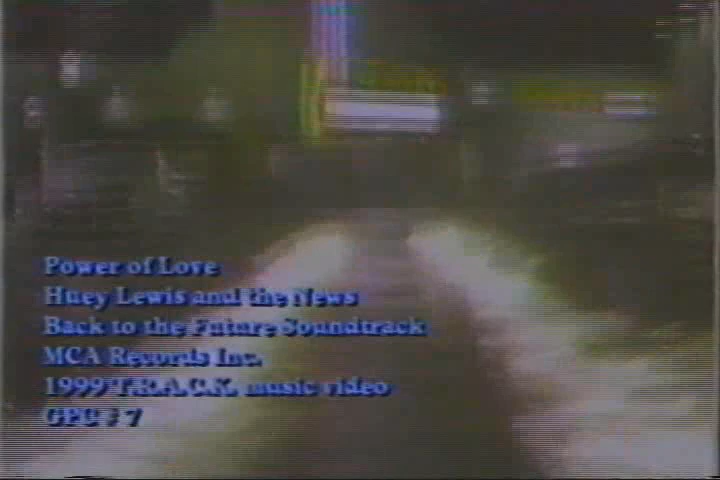 Power of Love
Huey Lewis and the News
Back to the Future Soundtrack
MCA Records Inc.
1999 T.R.A.C.K. music video
GPC # 7